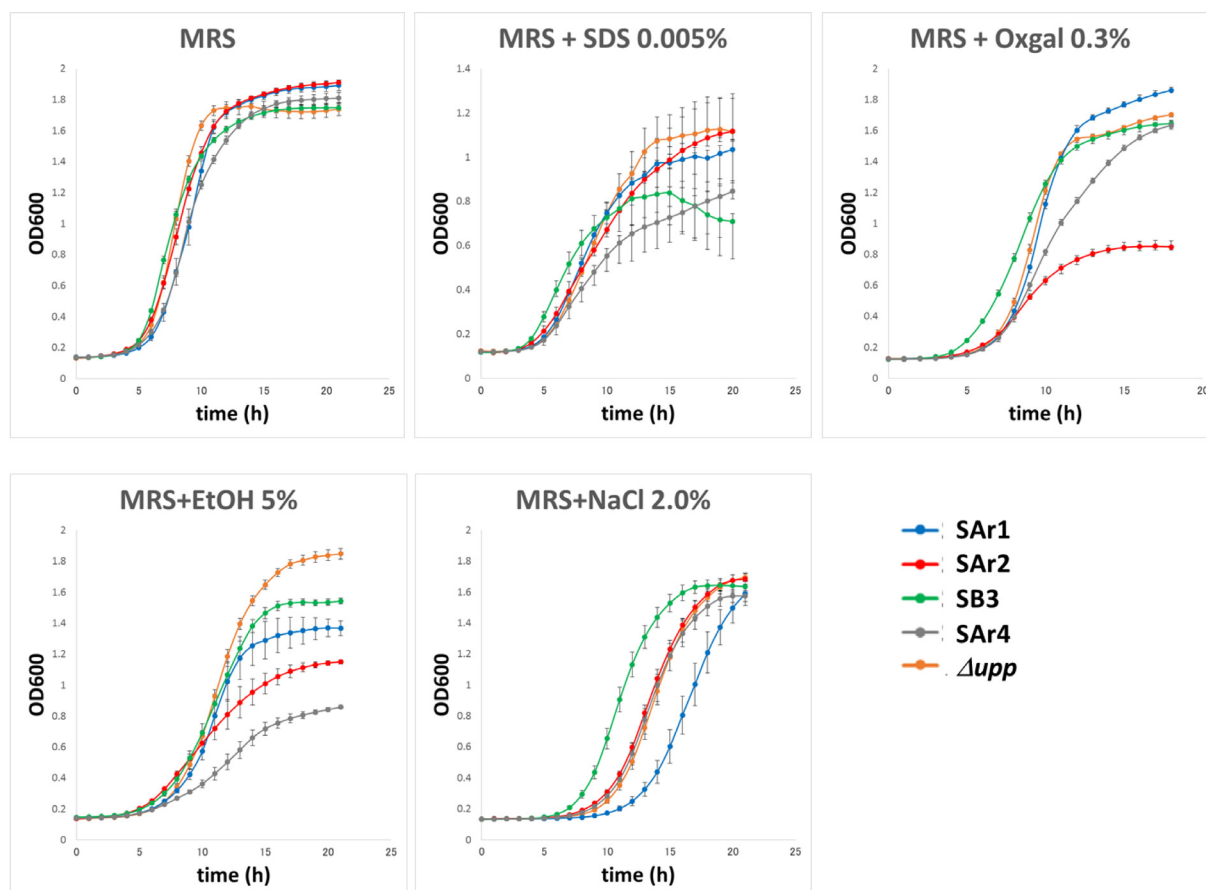 MRS
2
1.8
1.6
1.4
1.2
1
0.8
0.6
0.4
0.2
0
OD600
0 5 10 15 20 25
time (h)
MRS + SDS 0.005%
1.4
1.2
1
0.8
0.6
0.4
0.2
0
OD600
0 5 10 15 20 25
time (h)
MRS + Oxgal 0.3%
2
1.8
1.6
1.4
1.2
1
0.8
0.6
0.4
0.2
0
OD600
0 5 10 15 20
time (h)
MRS+EtOH 5%
2
1.8
1.6
1.4
1.2
1
0.8
0.6
0.4
0.2
0
OD600
0 5 10 15 20 25
time (h)
MRS+NaCl 2.0%
2
1.8
1.6
1.4
1.2
1
0.8
0.6
0.4
0.2
0
OD600
0 5 10 15 20 25
time (h)
SAr1
SAr2
SB3
SAr4
Δupp